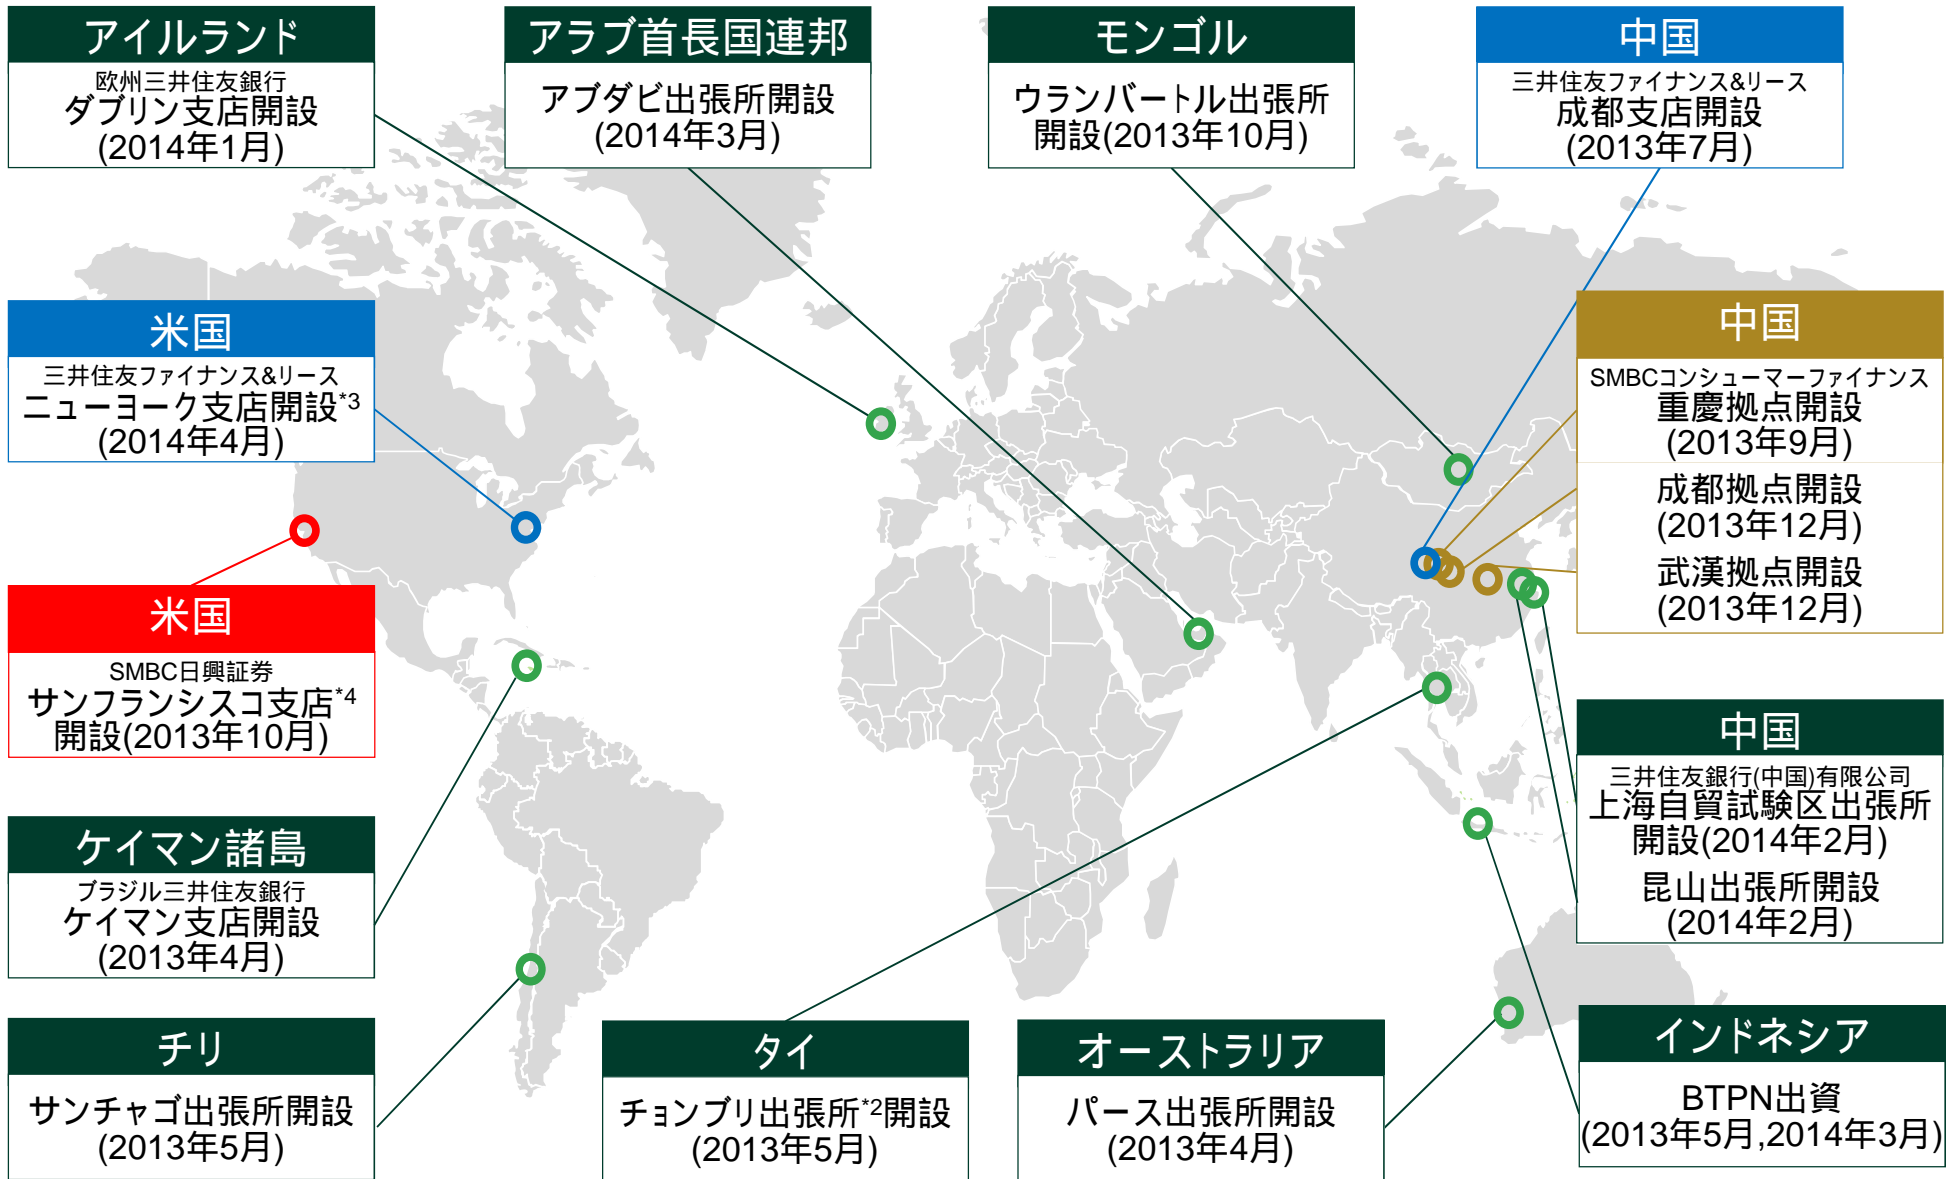 アイルランド
欧州三井住友銀行
ダブリン支店開設
(2014年1月)
アラブ首長国連邦
アブダビ出張所開設
(2014年3月)
モンゴル
ウランバートル出張所
開設(2013年10月)
中国
三井住友ファイナンス&リース
成都支店開設
(2013年7月)
米国
三井住友ファイナンス&リース
ニューヨーク支店開設*3
(2014年4月)
中国
SMBCコンシューマーファイナンス
重慶拠点開設
(2013年9月)
成都拠点開設
(2013年12月)
武漢拠点開設
(2013年12月)
米国
SMBC日興証券
サンフランシスコ支店*4
開設(2013年10月)
中国
三井住友銀行(中国)有限公司
上海自貿試験区出張所
開設(2014年2月)
昆山出張所開設
(2014年2月)
ケイマン諸島
ブラジル三井住友銀行
ケイマン支店開設
(2013年4月)
チリ
サンチャゴ出張所開設
(2013年5月)
タイ
チョンブリ出張所*2開設
(2013年5月)
オーストラリア
パース出張所開設
(2013年4月)
インドネシア
BTPN出資
(2013年5月,2014年3月)